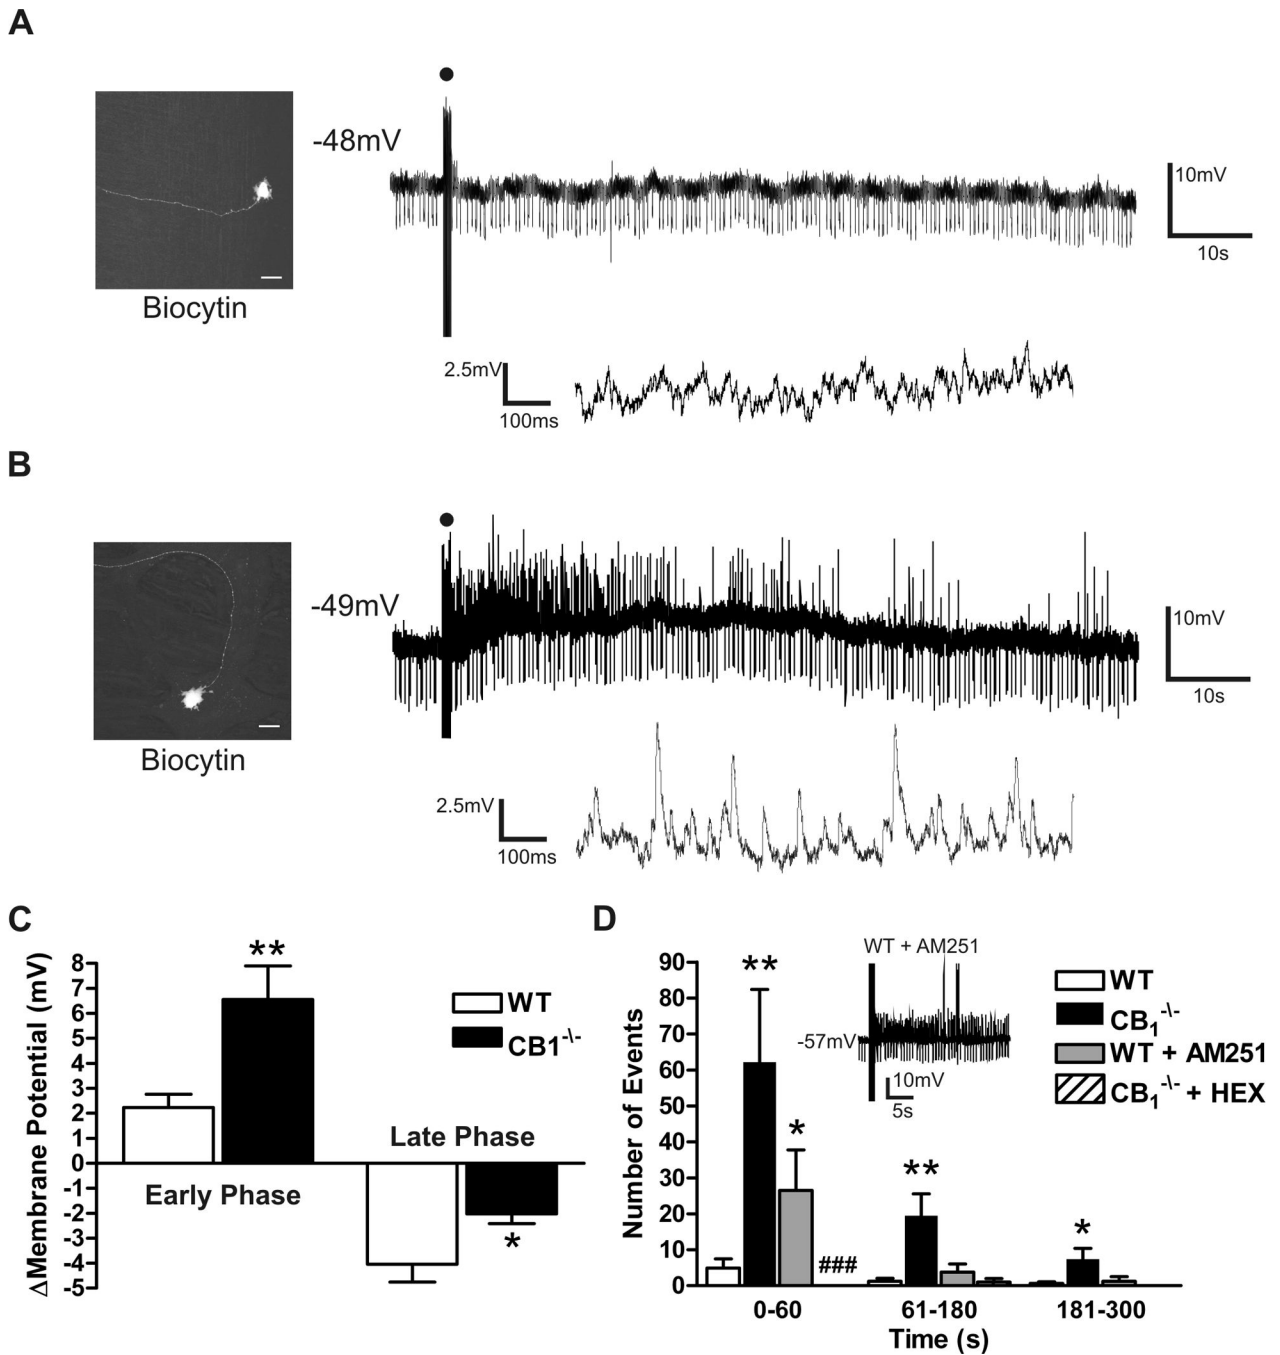 A
-48mV
10mV
10s
Biocytin
2.5mV
100ms
B
-49mV
10mV
10s
Biocytin
2.5mV
100ms
C
ΔMembrane Potential (mV)
8
7
6
5
4
3
2
1
0
-1
-2
-3
-4
-5
**
WT
CB1-/-
Late Phase
Early Phase
*
D
Number of Events
90
80
70
60
50
40
30
20
10
0
WT + AM251
-57mV
10mV
5s
**
*
###
**
*
WT
CB1-/-
WT + AM251
CB1-/- + HEX
0-60
61-180
181-300
Time (s)